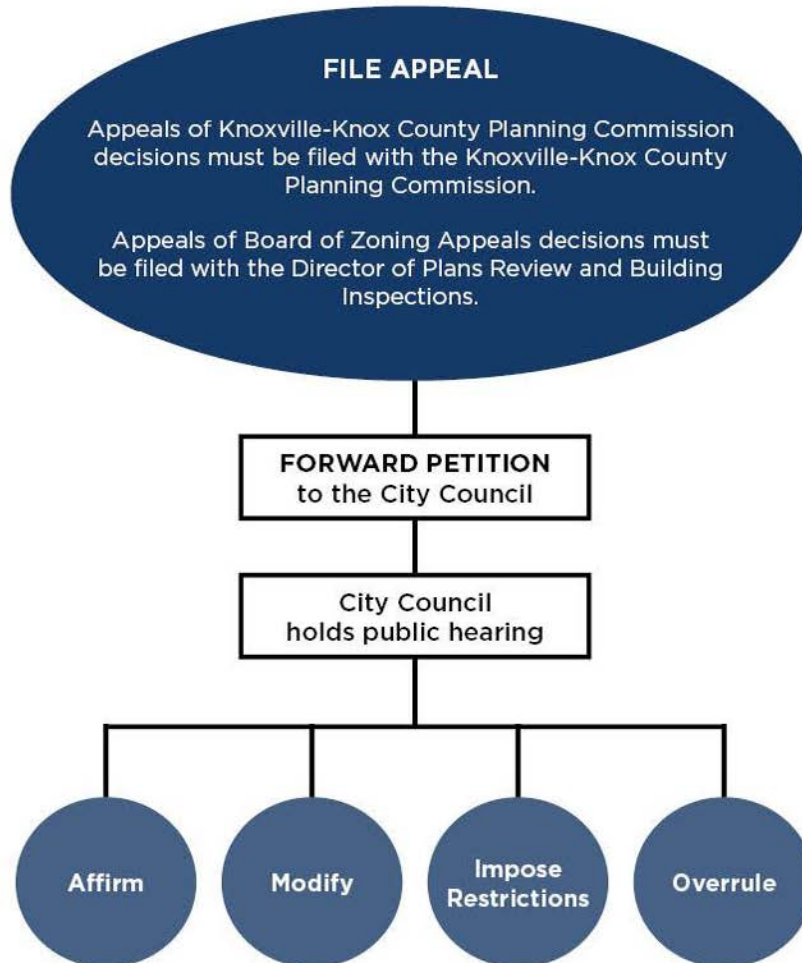 FILE APPEAL
Appeals of Knoxville-Knox County Planning Commission
decisions must be filed with the Knoxville-Knox County
Planning Commission.
Appeals of Board of Zoning Appeals decisions must
be filed with the Director of Plans Review and Building
Inspections.
FORWARD PETITION
to the City Council
City Council
holds public hearing
Affirm
Modify
Impose
Restrictions
Overrule